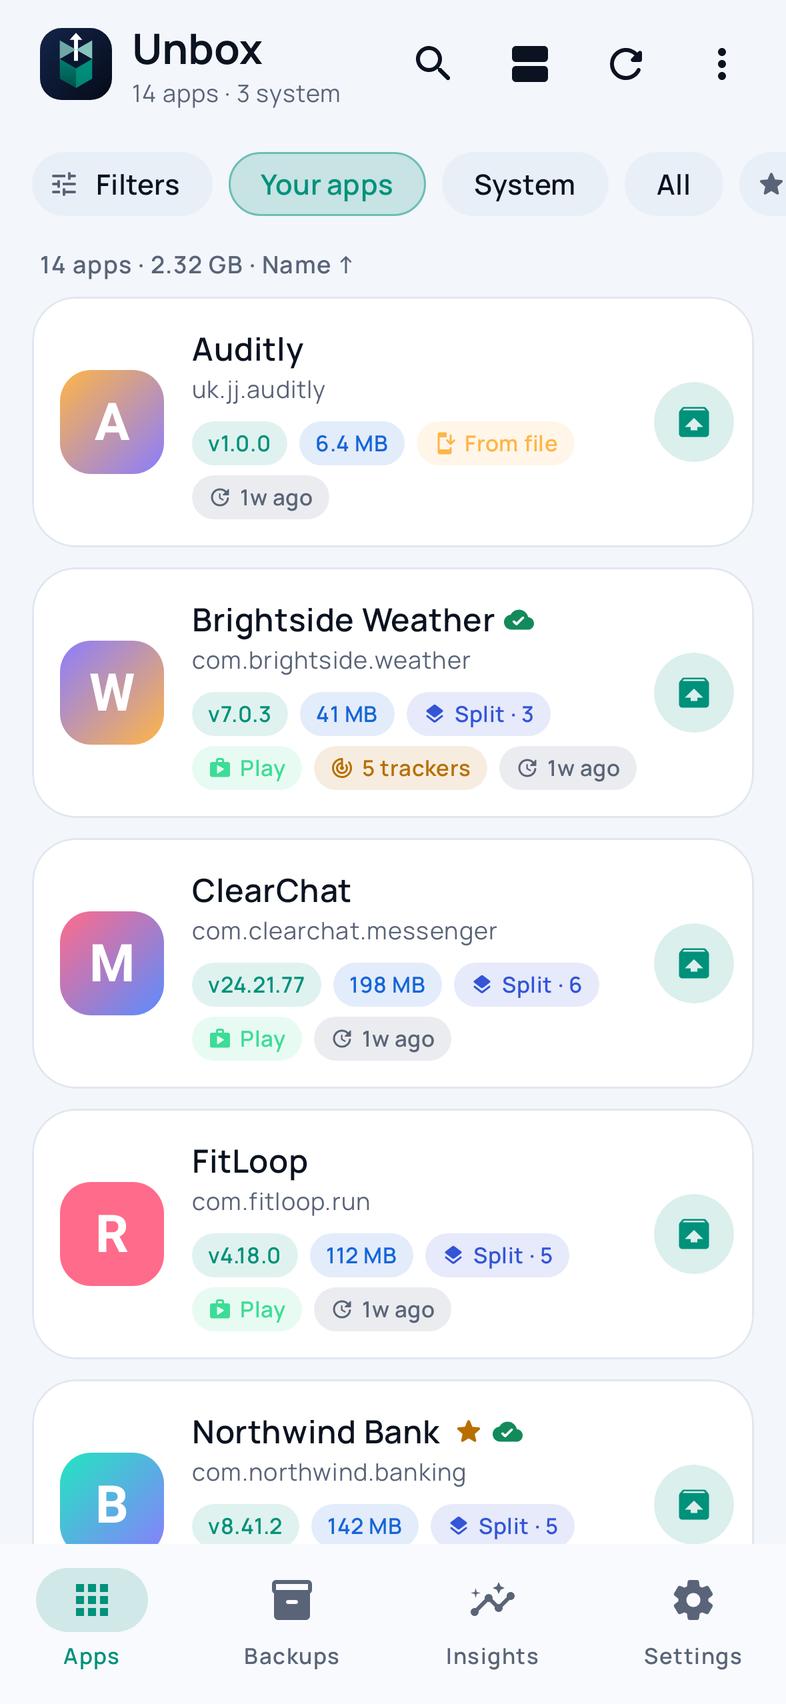 Unbox
14 apps · 3 system
Filters
Your apps
System
All
14 apps · 2.32 GB · Name ↑
A
Auditly
uk.jj.auditly
v1.0.0
6.4 MB
From file
1w ago
W
Brightside Weather
com.brightside.weather
v7.0.3
41 MB
Split · 3
Play
5 trackers
1w ago
M
ClearChat
com.clearchat.messenger
v24.21.77
198 MB
Split · 6
Play
1w ago
R
FitLoop
com.fitloop.run
v4.18.0
112 MB
Split · 5
Play
1w ago
B
Northwind Bank
com.northwind.banking
v8.41.2
142 MB
Split · 5
Apps
Backups
Insights
Settings